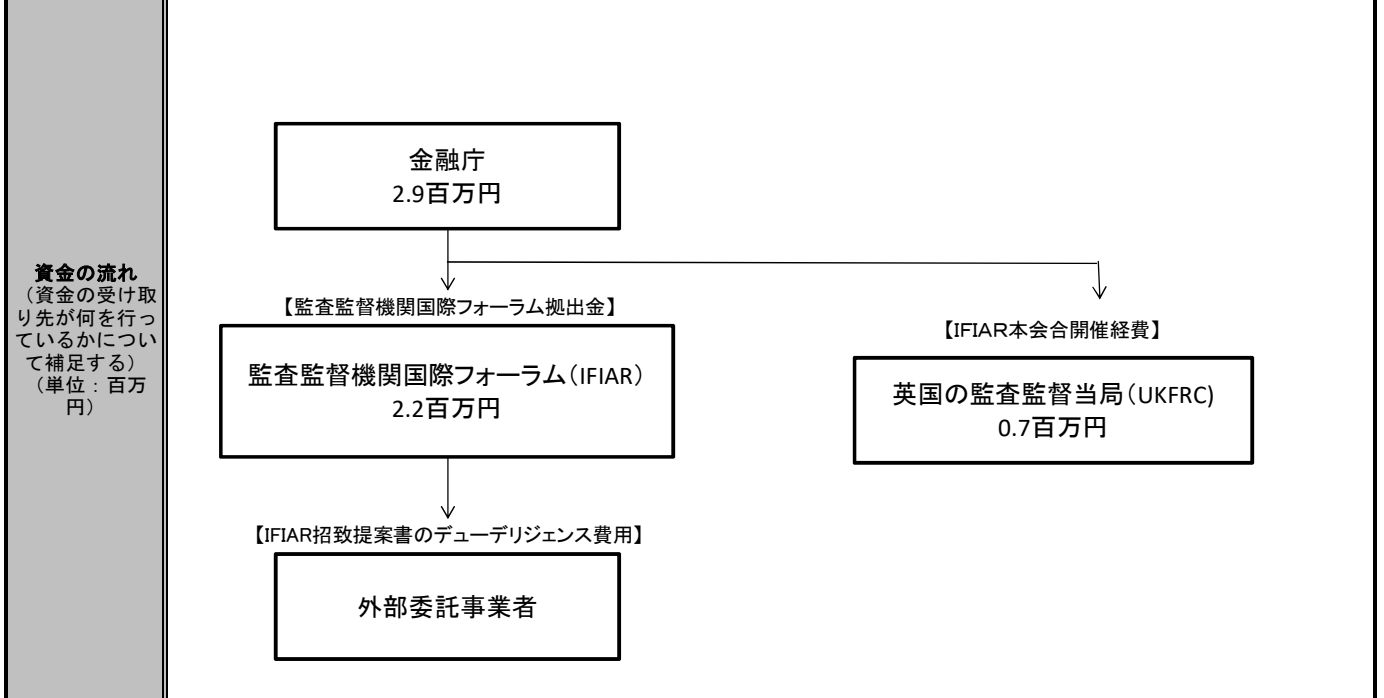 資金の流れ
（資金の受け取
り先が何を行っ
ているかについ
て補足する）
（単位：百万
円）
金融庁
2.9百万円
【監査監督機関国際フォーラム拠出金】
監査監督機関国際フォーラム（IFIAR）
2.2百万円
【IFIAR本会合開催経費】
英国の監査監督当局（UKFRC)
0.7百万円
【IFIAR招致提案書のデューデリジェンス費用】
外部委託事業者